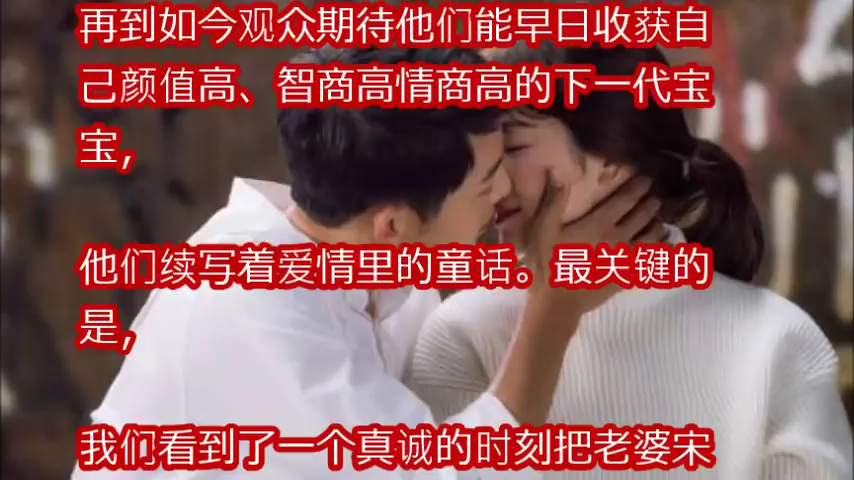 再到如今观众期待他们能早日收获自
己颜值高、智商高情商高的下一代宝
宝，
他们续写着爱情里的童话。最关键的
是，
我们看到了一个真诚的时刻把老婆宋